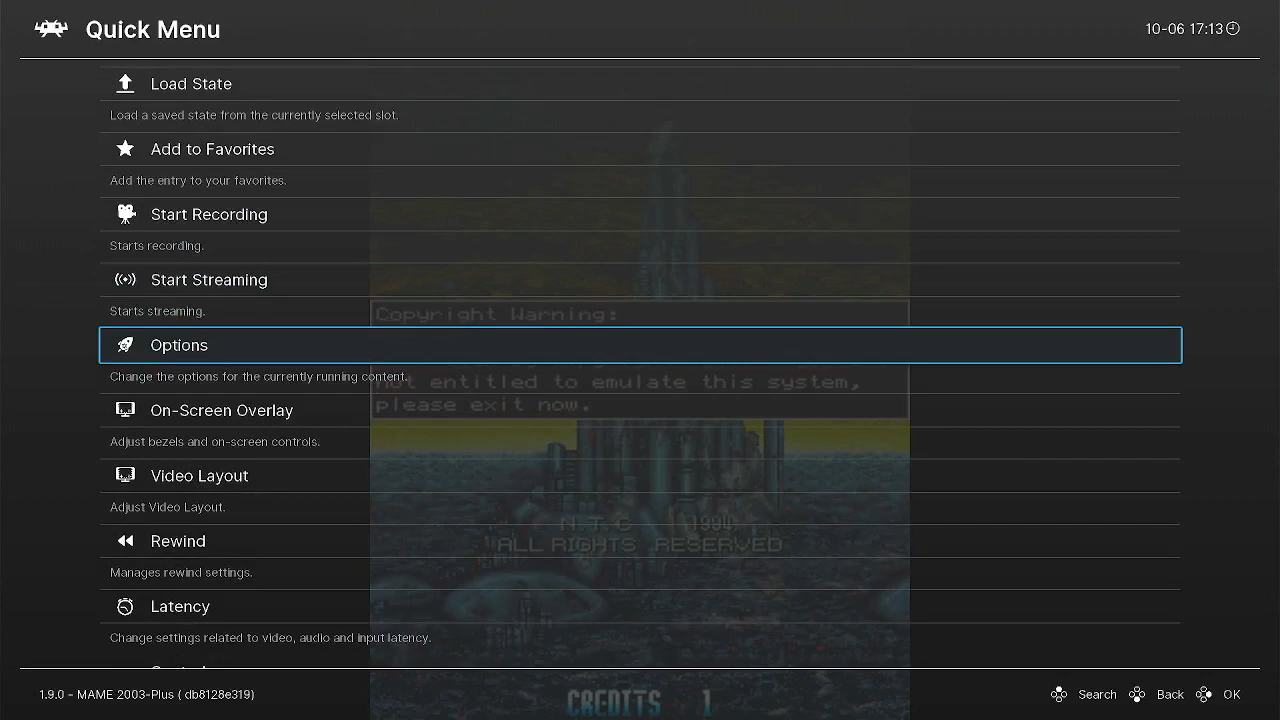 Quick Menu
10-06 17:13
Load State
Load a saved state from the currently selected slot.
Add to Favorites
Add the entry to your favorites.
Start Recording
Starts recording.
Start Streaming
Starts streaming.
Copyright Warning:
Options
Change the options for the currently running content.
not entitled to emulate this system,
please exit now.
On-Screen Overlay
Adjust bezels and on-screen controls.
Video Layout
Adjust Video Layout.
N.T.C 1994.
Rewind
ALL RIGHTS RESERVED
Manages rewind settings.
Latency
Change settings related to video, audio and input latency.
1.9.0 - MAME 2003-Plus ( db8128e319)
CREDITS 1
Search Back OK